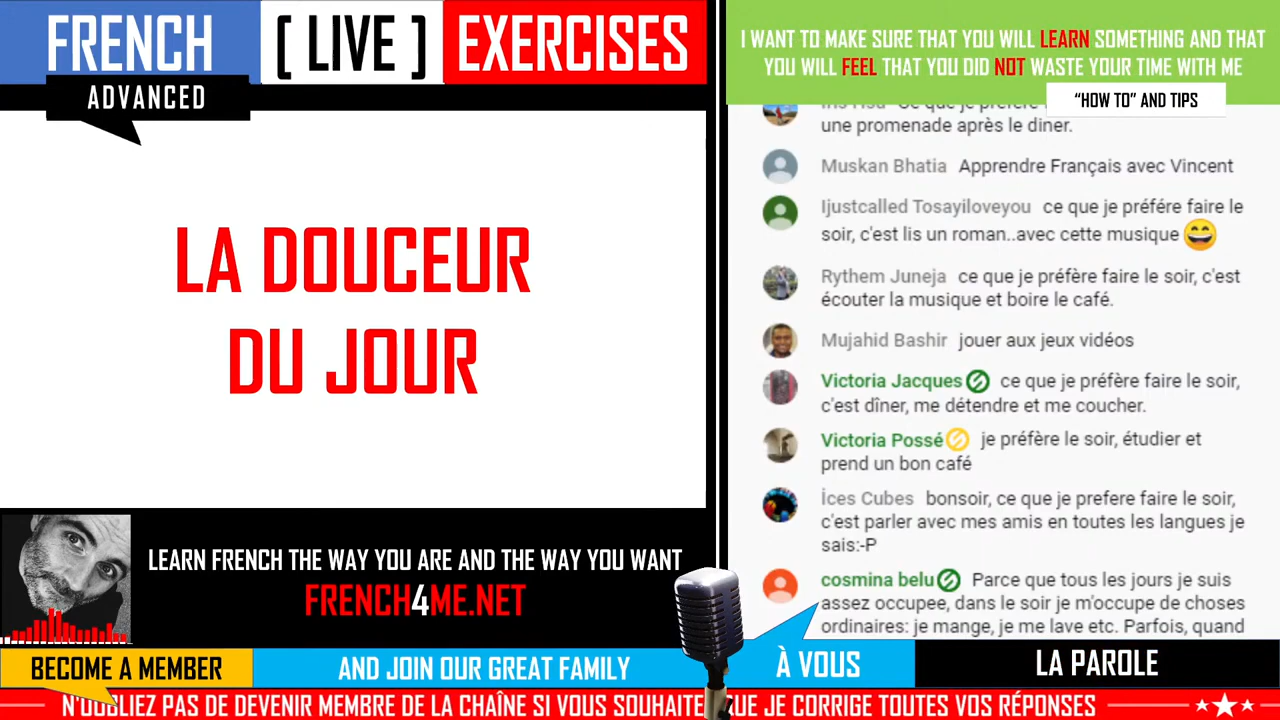 FRENCH [ LIVE ] EXERCISES
ADVANCED
LA DOUCEUR
DU JOUR
LEARN FRENCH THE WAY YOU ARE AND THE WAY YOU WANT
FRENCH4ME.NET
BECOME A MEMBER
AND JOIN OUR GREAT FAMILY
I WANT TO MAKE SURE THAT YOU WILL LEARN SOMETHING AND THAT
YOU WILL FEEL THAT YOU DID NOT WASTE YOUR TIME WITH ME
“HOW TO” AND TIPS
Ce que je préfère
une promenade après le diner.
Muskan Bhatia Apprendre Français avec Vincent
Ijustcalled Tosayiloveyou ce que je préfére faire le
soir, c'est lis un roman..avec cette musique 😄
Rythem Juneja ce que je préfère faire le soir, c'est
écouter la musique et boire le café.
Mujahid Bashir jouer aux jeux vidéos
Victoria Jacques ce que je préfère faire le soir,
c'est dîner, me détendre et me coucher.
Victoria Possé je préfère le soir, étudier et
prend un bon café
İces Cubes bonsoir, ce que je prefere faire le soir,
c'est parler avec mes amis en toutes les langues je
sais:-P
cosmina belu Parce que tous les jours je suis
assez occupee, dans le soir je m'occupe de choses
ordinaires: je mange, je me lave etc. Parfois, quand
À VOUS LA PAROLE
N'OUBLIEZ PAS DE DEVENIR MEMBRE DE LA CHAÎNE SI VOUS SOUHAITE QUE JE CORRIGE TOUTES VOS RÉPONSES